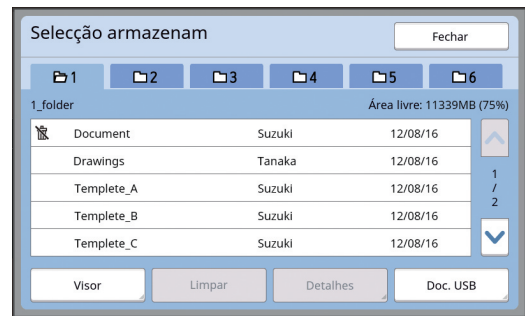 Selecção armazenam
Fechar
1 2 3 4 5 6
1_folder Área livre: 11339MB (75%)
Document Suzuki 12/08/16
Drawings Tanaka 12/08/16
Templete_A Suzuki 12/08/16
Templete_B Suzuki 12/08/16
Templete_C Suzuki 12/08/16
1
/
2
Visor Limpar Detalhes Doc. USB